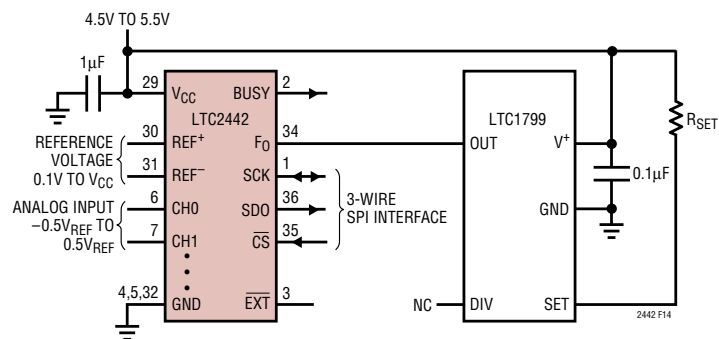 4.5V TO 5.5V
1µF
29
VCC
BUSY
2
LTC2442
LTC1799
RSET
REFERENCE
VOLTAGE
0.1V TO VCC
30
REF+
FO
34
OUT
V+
31
REF–
SCK
1
0.1µF
ANALOG INPUT
–0.5VREF TO
0.5VREF
6
CH0
SDO
36
3-WIRE
SPI INTERFACE
GND
7
CH1
CS
35
4,5,32
GND
EXT
3
NC
DIV
SET
2442 F14